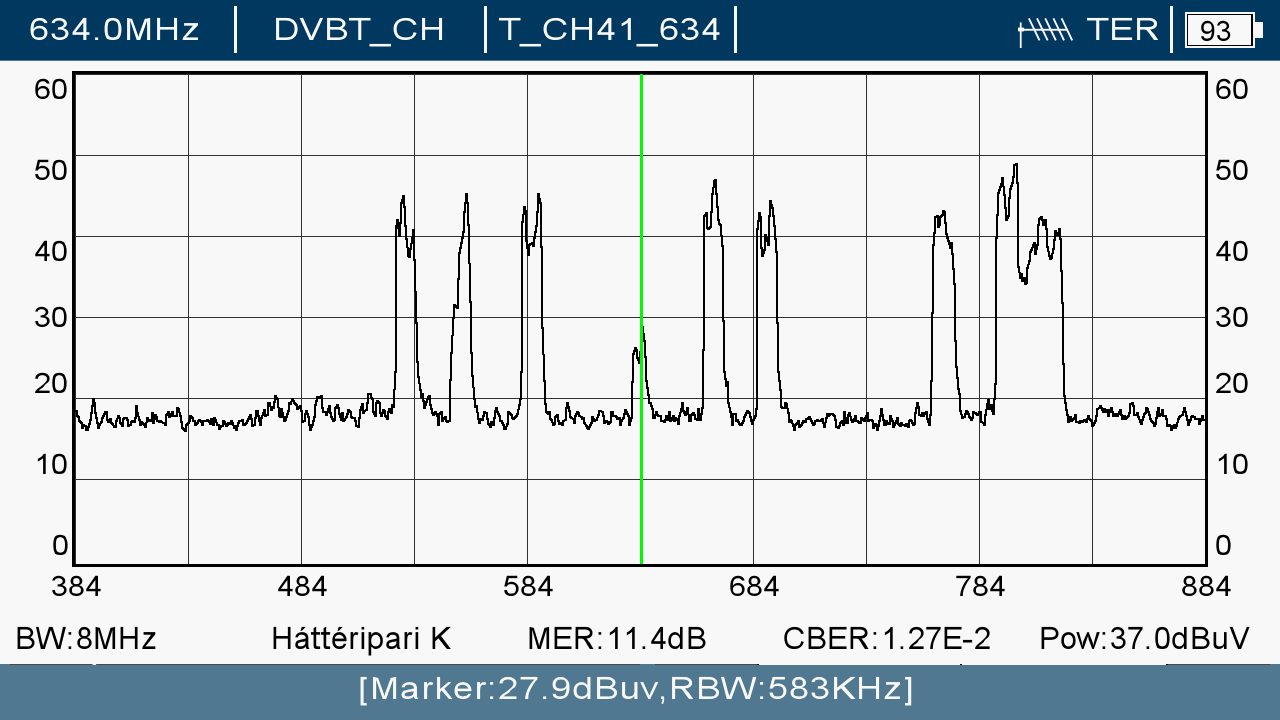 634.0MHz DVBT_CH T_CH41_634 TER 93
60 60
50 50
40 40
30 30
20 20
10 10
0 0
384 484 584 684 784 884
BW:8MHz Háttéripari K MER:11.4dB CBER:1.27E-2 Pow:37.0dBuV
[Marker:27.9dBuv,RBW:583KHz]